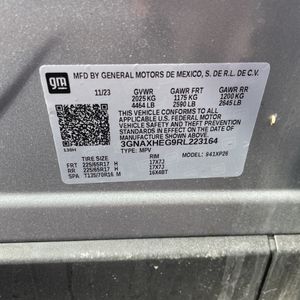 gm
MFD BY GENERAL MOTORS DE MEXICO, S. DE R.L. DE C.V.
11/23 GVWR GAWR FRT GAWR RR
2025 KG 1175 KG 1200 KG
4464 LB 2590 LB 2645 LB
THIS VEHICLE CONFORMS TO ALL
APPLICABLE U.S. FEDERAL MOTOR
VEHICLE SAFETY AND THEFT
PREVENTION STANDARDS IN EFFECT
ON THE DATE OF
MANUFACTURE SHOWN ABOVE.
3GNAXHEG9RL223164
TYPE: MPV MODEL: 941XP26
TIRE SIZE RIM
FRT 225/65R17 H 17X7J
RR 225/65R17 H 17X7J
SPA T135/70R16 M 16X4BT